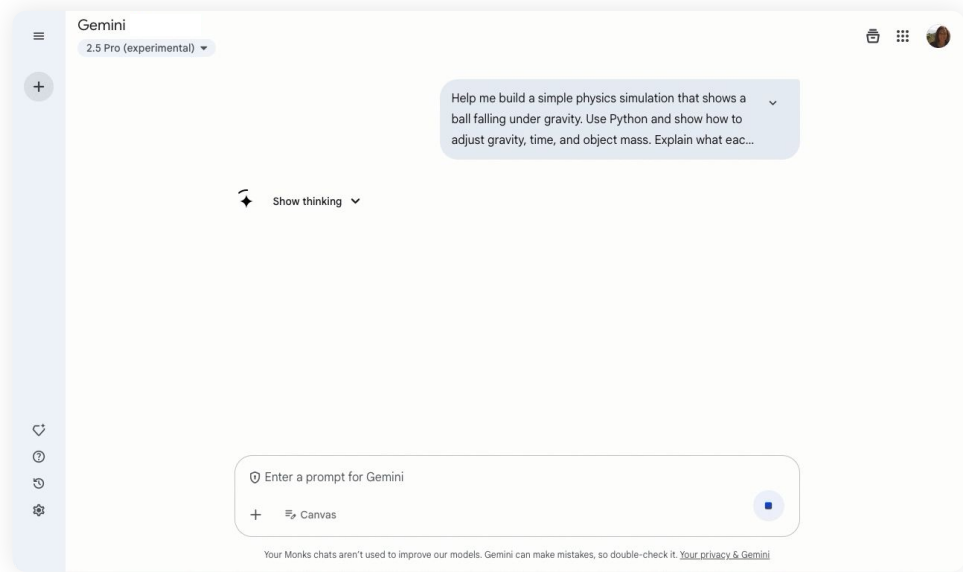 Gemini
2.5 Pro (experimental)
Help me build a simple physics simulation that shows a
ball falling under gravity. Use Python and show how to
adjust gravity, time, and object mass. Explain what eac...
Show thinking
Enter a prompt for Gemini
Canvas
Your Monks chats aren't used to improve our models. Gemini can make mistakes, so double-check it. Your privacy & Gemini